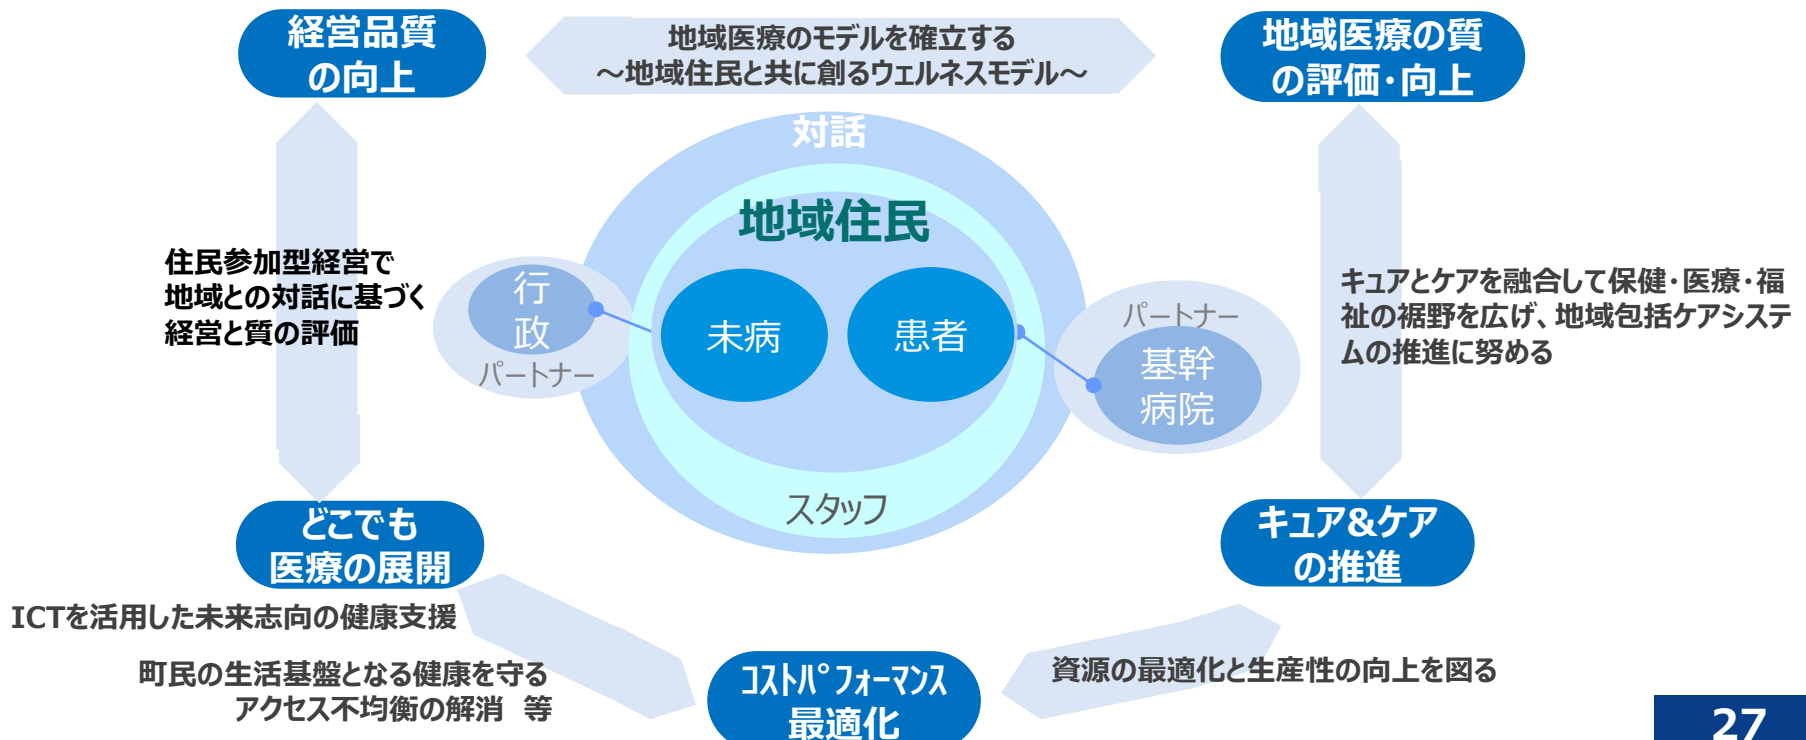 経営品質
の向上
地域医療のモデルを確立する
～地域住民と共に創るウェルネスモデル～
地域医療の質
の評価・向上
対話
地域住民
住民参加型経営で
地域との対話に基づく
経営と質の評価
行
政
パートナー
未病
患者
パートナー
基幹
病院
キュアとケアを融合して保健・医療・福
祉の裾野を広げ、地域包括ケアシステ
ムの推進に努める
スタッフ
どこでも
医療の展開
キュア&ケア
の推進
ICTを活用した未来志向の健康支援
町民の生活基盤となる健康を守る
アクセス不均衡の解消 等
ｺｽﾄﾊﾟﾌｫｰﾏﾝｽ
最適化
資源の最適化と生産性の向上を図る
27